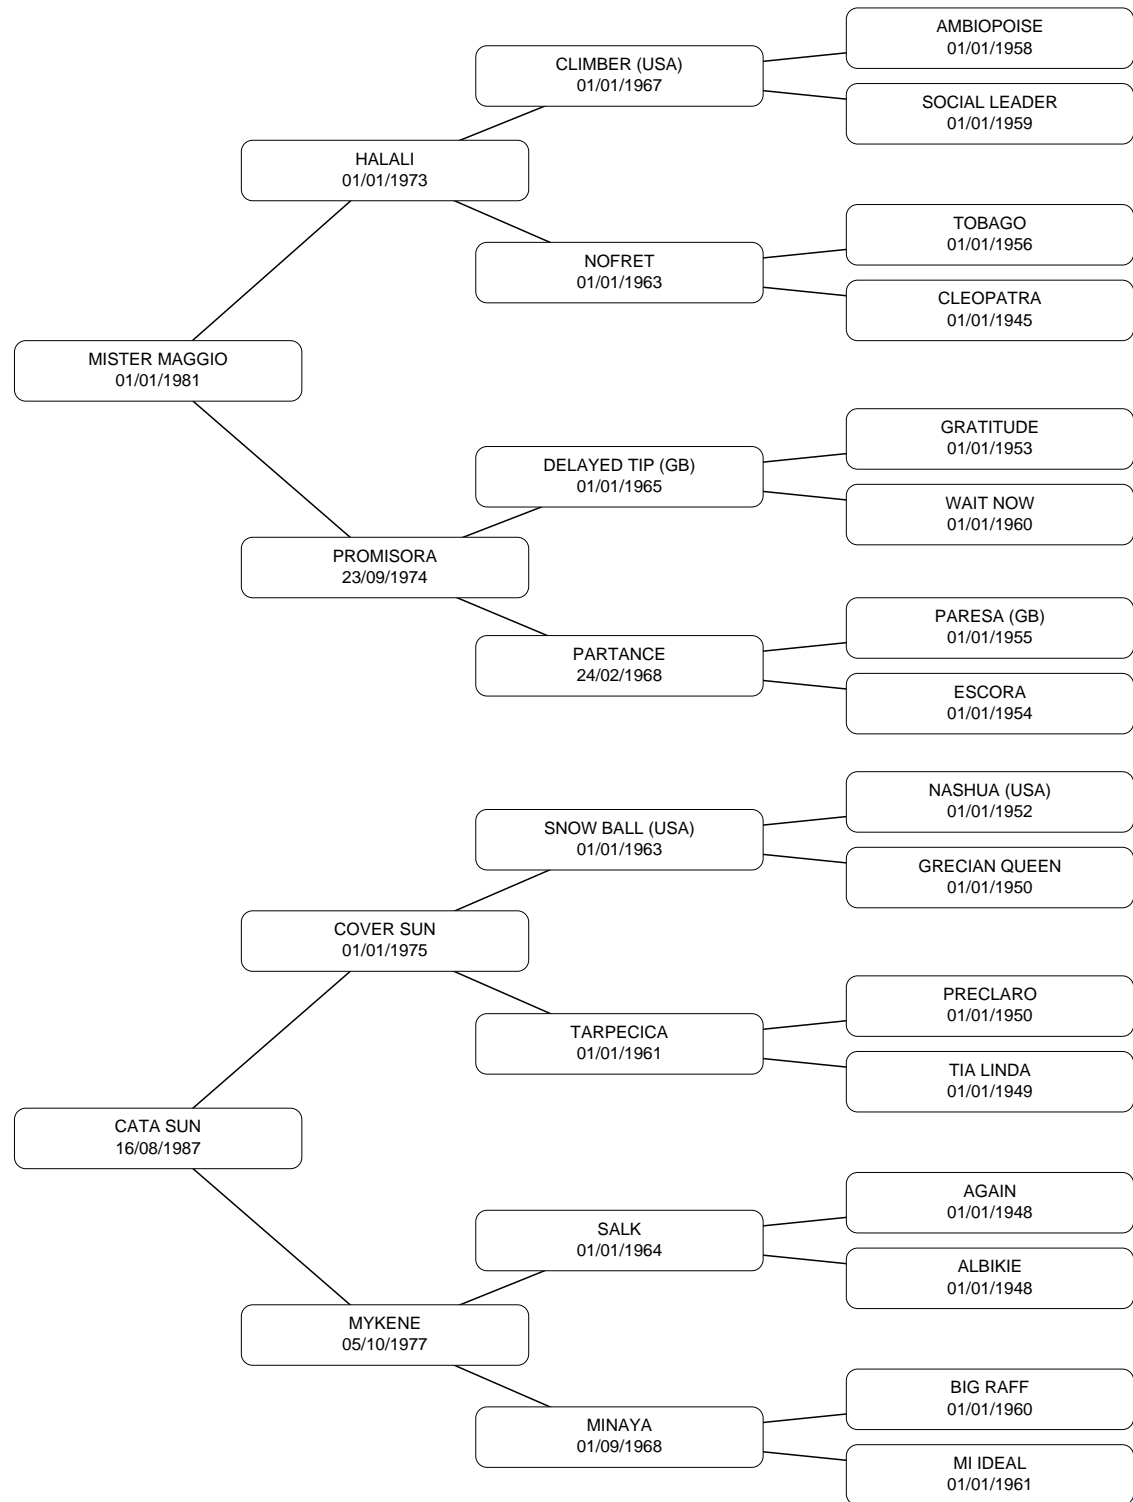 AMBIOPOISE
01/01/1958
CLIMBER (USA)
01/01/1967
SOCIAL LEADER
01/01/1959
HALALI
01/01/1973
TOBAGO
01/01/1956
NOFRET
01/01/1963
CLEOPATRA
01/01/1945
MISTER MAGGIO
01/01/1981
GRATITUDE
01/01/1953
DELAYED TIP (GB)
01/01/1965
WAIT NOW
01/01/1960
PROMISORA
23/09/1974
PARESA (GB)
01/01/1955
PARTANCE
24/02/1968
ESCORA
01/01/1954
NASHUA (USA)
01/01/1952
SNOW BALL (USA)
01/01/1963
GRECIAN QUEEN
01/01/1950
COVER SUN
01/01/1975
PRECLARO
01/01/1950
TARPECICA
01/01/1961
TIA LINDA
01/01/1949
CATA SUN
16/08/1987
AGAIN
01/01/1948
SALK
01/01/1964
ALBIKIE
01/01/1948
MYKENE
05/10/1977
BIG RAFF
01/01/1960
MINAYA
01/09/1968
MI IDEAL
01/01/1961